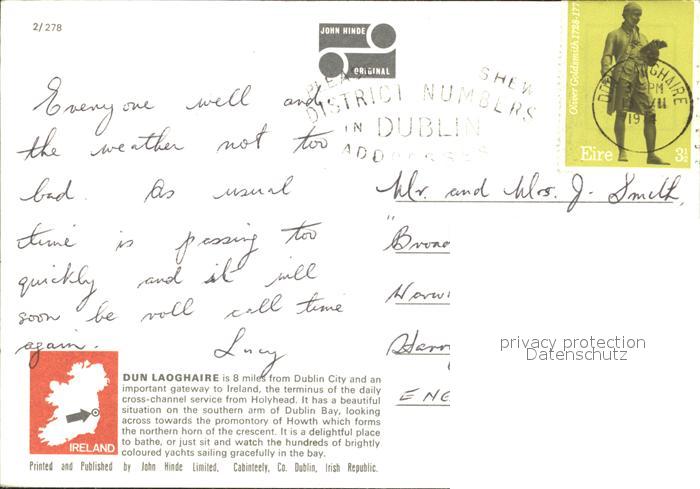 2/278
JOHN HINDE
ORIGINAL
Oliver Goldsmith 1728-177
Eire 3½
DUN LAOGHAIRE
SHEW
DISTRICT NUMBERS
IN DUBLIN
ADDRESSES
Everyone well and
the weather not too
bad. As usual
time is passing too
quickly and it will
soon be roll call time
again. Lucy
Mr. and Mrs. J. Smith,
"Broa
Harr
ENG
privacy protection
Datenschutz
IRELAND
DUN LAOGHAIRE is 8 miles from Dublin City and an
important gateway to Ireland, the terminus of the daily
cross-channel service from Holyhead. It has a beautiful
situation on the southern arm of Dublin Bay, looking
across towards the promontory of Howth which forms
the northern horn of the crescent. It is a delightful place
to bathe, or just sit and watch the hundreds of brightly
coloured yachts sailing gracefully in the bay.
Printed and Published by John Hinde Limited, Cabinteely, Co. Dublin, Irish Republic.